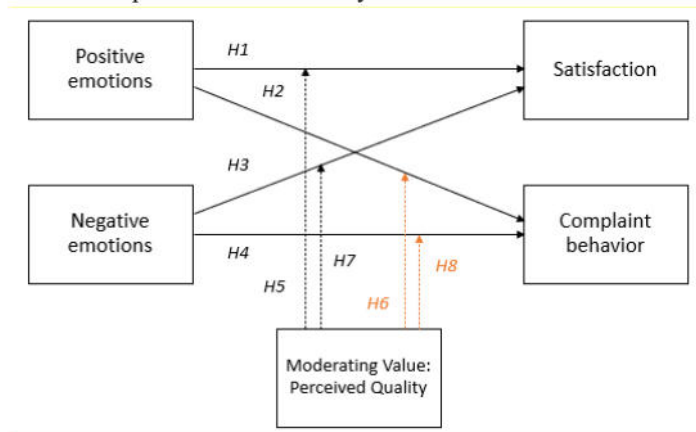 Positive
emotions
H1
H2
Satisfaction
H3
Negative
emotions
H4
H5
H7
H6
H8
Complaint
behavior
Moderating Value:
Perceived Quality